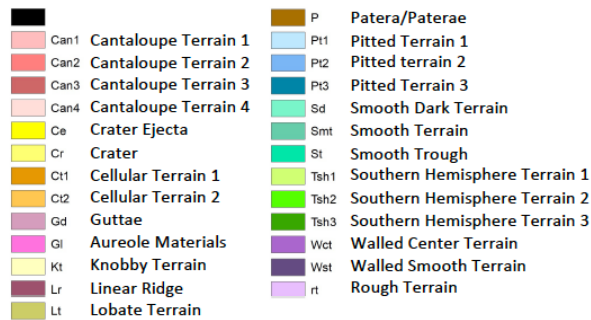 Can1 Cantaloupe Terrain 1
Can2 Cantaloupe Terrain 2
Can3 Cantaloupe Terrain 3
Can4 Cantaloupe Terrain 4
Ce Crater Ejecta
Cr Crater
Ct1 Cellular Terrain 1
Ct2 Cellular Terrain 2
Gd Guttae
Gl Aureole Materials
Kt Knobby Terrain
Lr Linear Ridge
Lt Lobate Terrain
P Patera/Paterae
Pt1 Pitted Terrain 1
Pt2 Pitted terrain 2
Pt3 Pitted Terrain 3
Sd Smooth Dark Terrain
Smt Smooth Terrain
St Smooth Trough
Tsh1 Southern Hemisphere Terrain 1
Tsh2 Southern Hemisphere Terrain 2
Tsh3 Southern Hemisphere Terrain 3
Wct Walled Center Terrain
Wst Walled Smooth Terrain
rt Rough Terrain